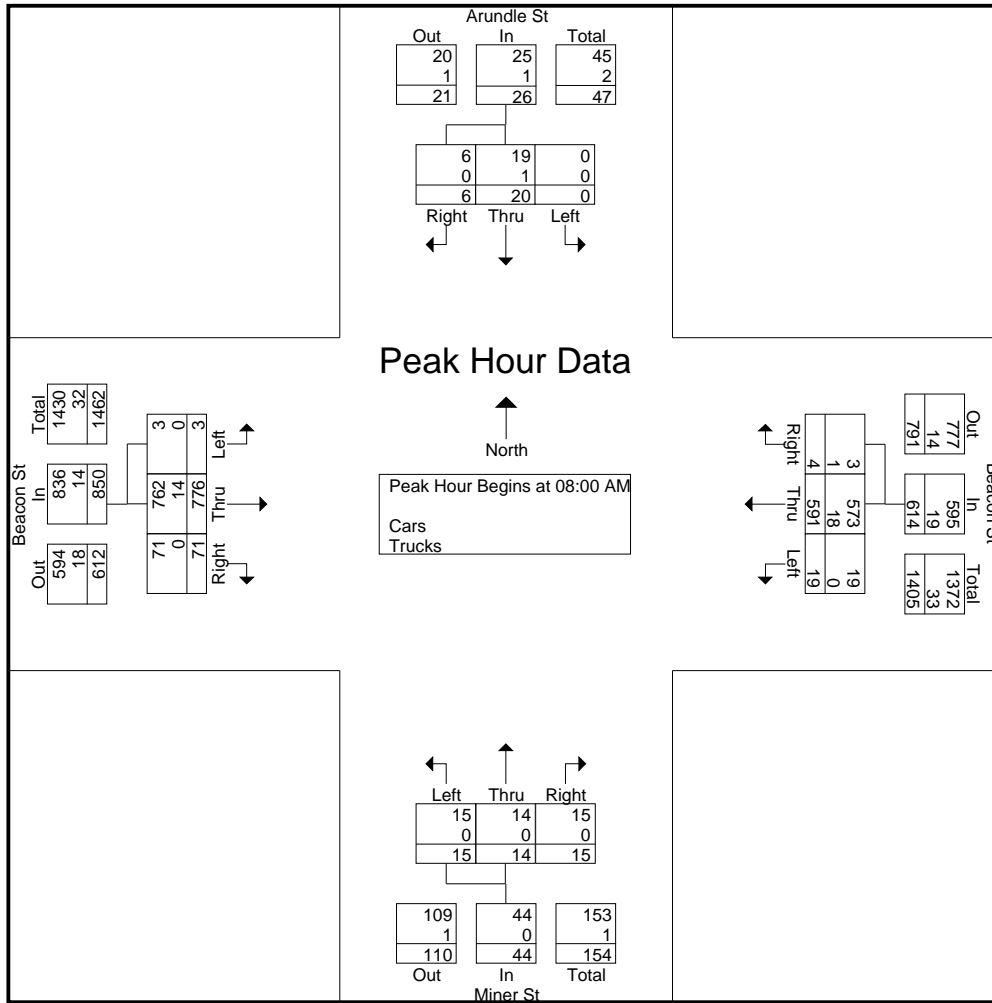 Arundle St
Out In Total
20 25 45
1 1 2
21 26 47
6 19 0
0 1 0
6 20 0
Right Thru Left
Peak Hour Data
North
Peak Hour Begins at 08:00 AM
Cars
Trucks
Beacon St
Out In Total
594 836 1430
18 14 32
612 850 1462
Right Thru Left
71 762 3
0 14 0
71 776 3
Beacon St
Out In Total
777 595 1372
14 19 33
791 614 1405
Right Thru Left
3 573 19
1 18 0
4 591 19
Left Thru Right
15 14 15
0 0 0
15 14 15
109 44 153
1 0 1
110 44 154
Out In Total
Miner St